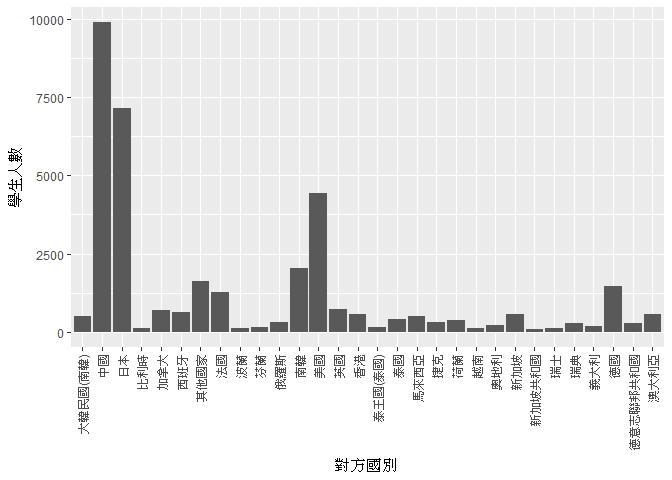 10000
7500
5000
2500
0
學生人數
大韓民國(南韓)
中國
日本
比利時
加拿大
西班牙
其他國家
法國
波蘭
芬蘭
俄羅斯
南韓
美國
英國
香港
泰王國(泰國)
泰國
馬來西亞
捷克
荷蘭
越南
奧地利
新加坡
新加坡共和國
瑞士
瑞典
義大利
德國
德意志聯邦共和國
澳大利亞
對方國別